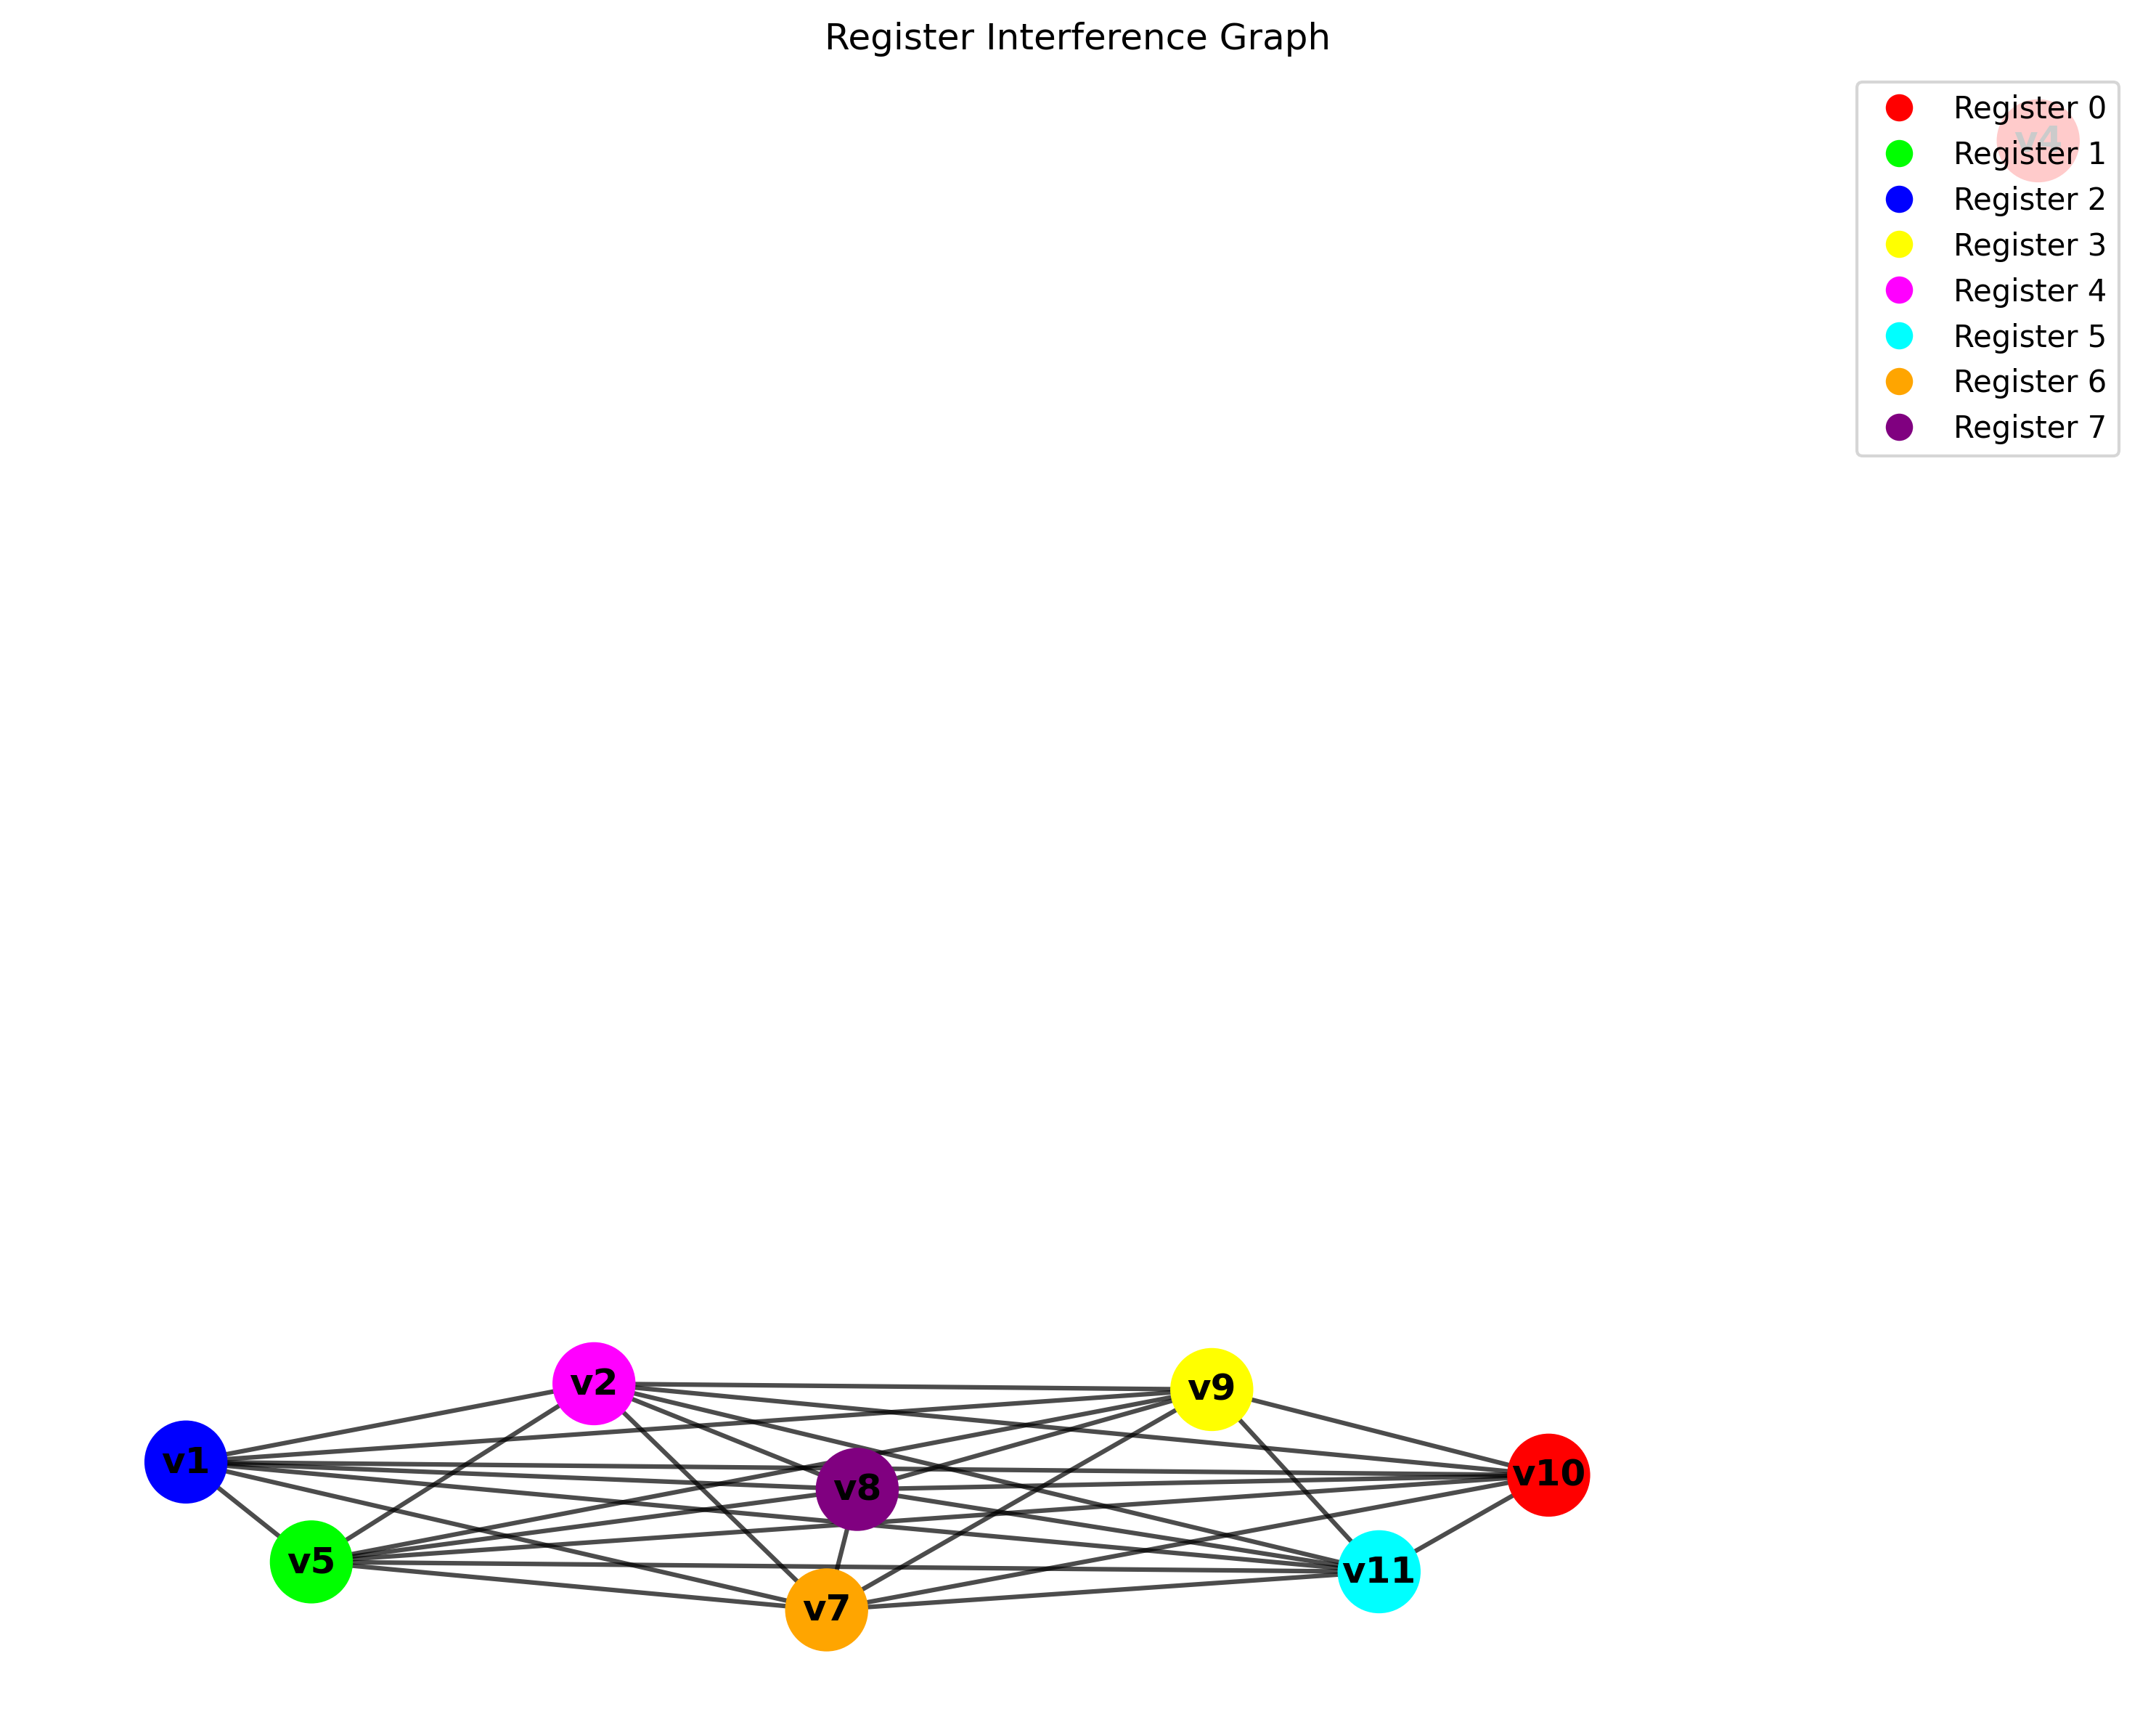 Register Interference Graph
Register 0
v4
Register 1
Register 2
Register 3
Register 4
Register 5
Register 6
Register 7
v2
v9
v1
v10
v8
v5
v11
v7